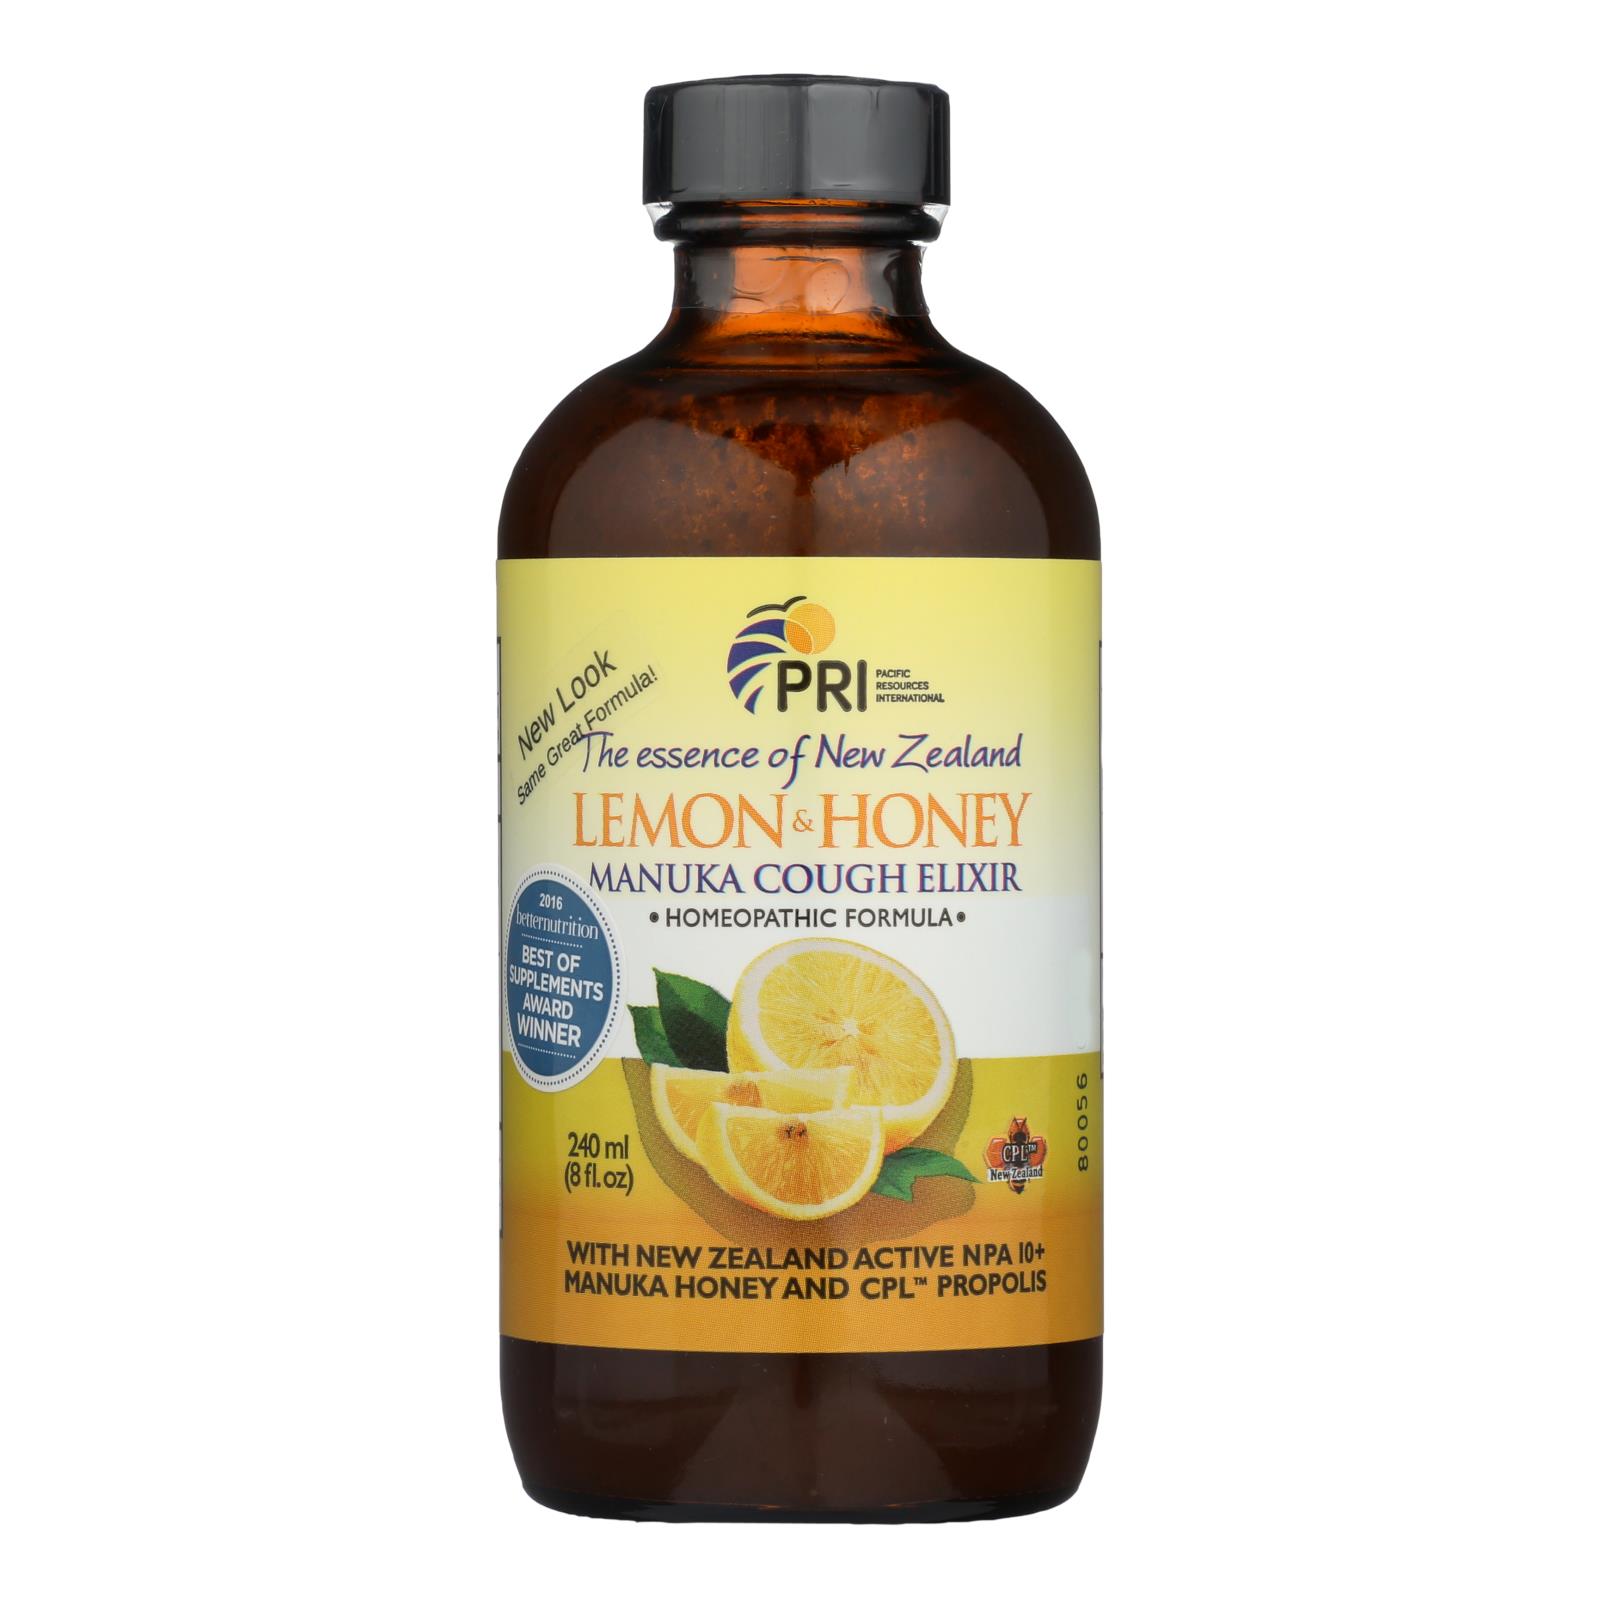 PRI
PACIFIC
RESOURCES
INTERNATIONAL
New Look
Same Great Formula!
The essence of New Zealand
LEMON & HONEY
MANUKA COUGH ELIXIR
• HOMEOPATHIC FORMULA •
2016
betternutrition
BEST OF
SUPPLEMENTS
AWARD
WINNER
240 ml
(8 fl. oz)
CPL™
New Zealand
80056
WITH NEW ZEALAND ACTIVE NPA 10+
MANUKA HONEY AND CPL™ PROPOLIS